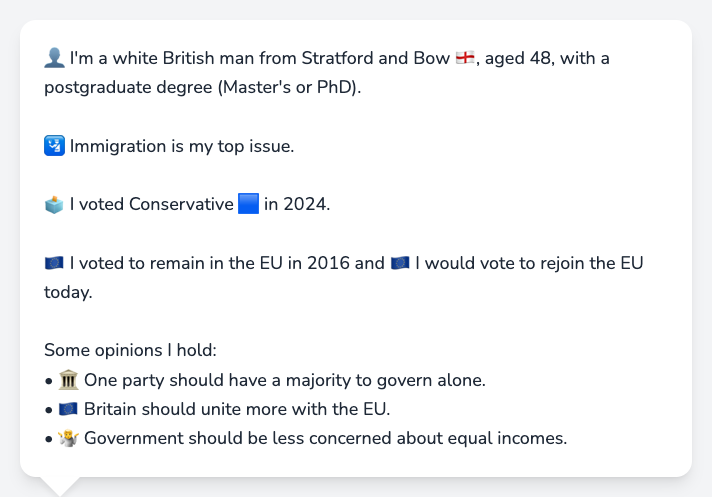 👤 I'm a white British man from Stratford and Bow 🏴󠁧󠁢󠁥󠁮󠁧󠁿, aged 48, with a
postgraduate degree (Master's or PhD).
🛂 Immigration is my top issue.
🗳️ I voted Conservative 🟦 in 2024.
🇪🇺 I voted to remain in the EU in 2016 and 🇪🇺 I would vote to rejoin the EU
today.
Some opinions I hold:
• 🏛️ One party should have a majority to govern alone.
• 🇪🇺 Britain should unite more with the EU.
• 🤷 Government should be less concerned about equal incomes.